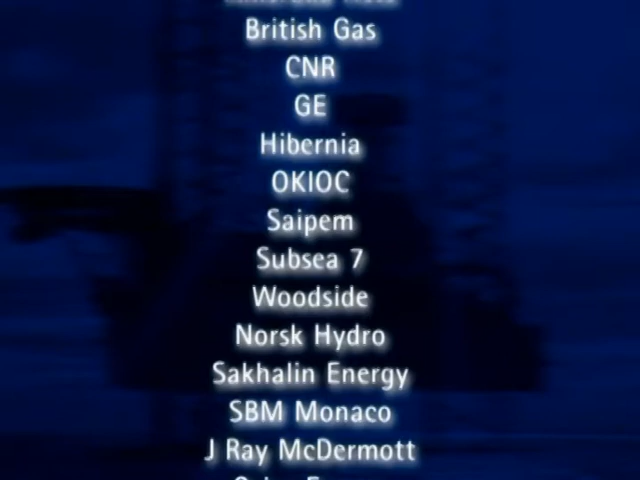 British Gas
CNR
GE
Hibernia
OKIOC
Saipem
Subsea 7
Woodside
Norsk Hydro
Sakhalin Energy
SBM Monaco
J Ray McDermott